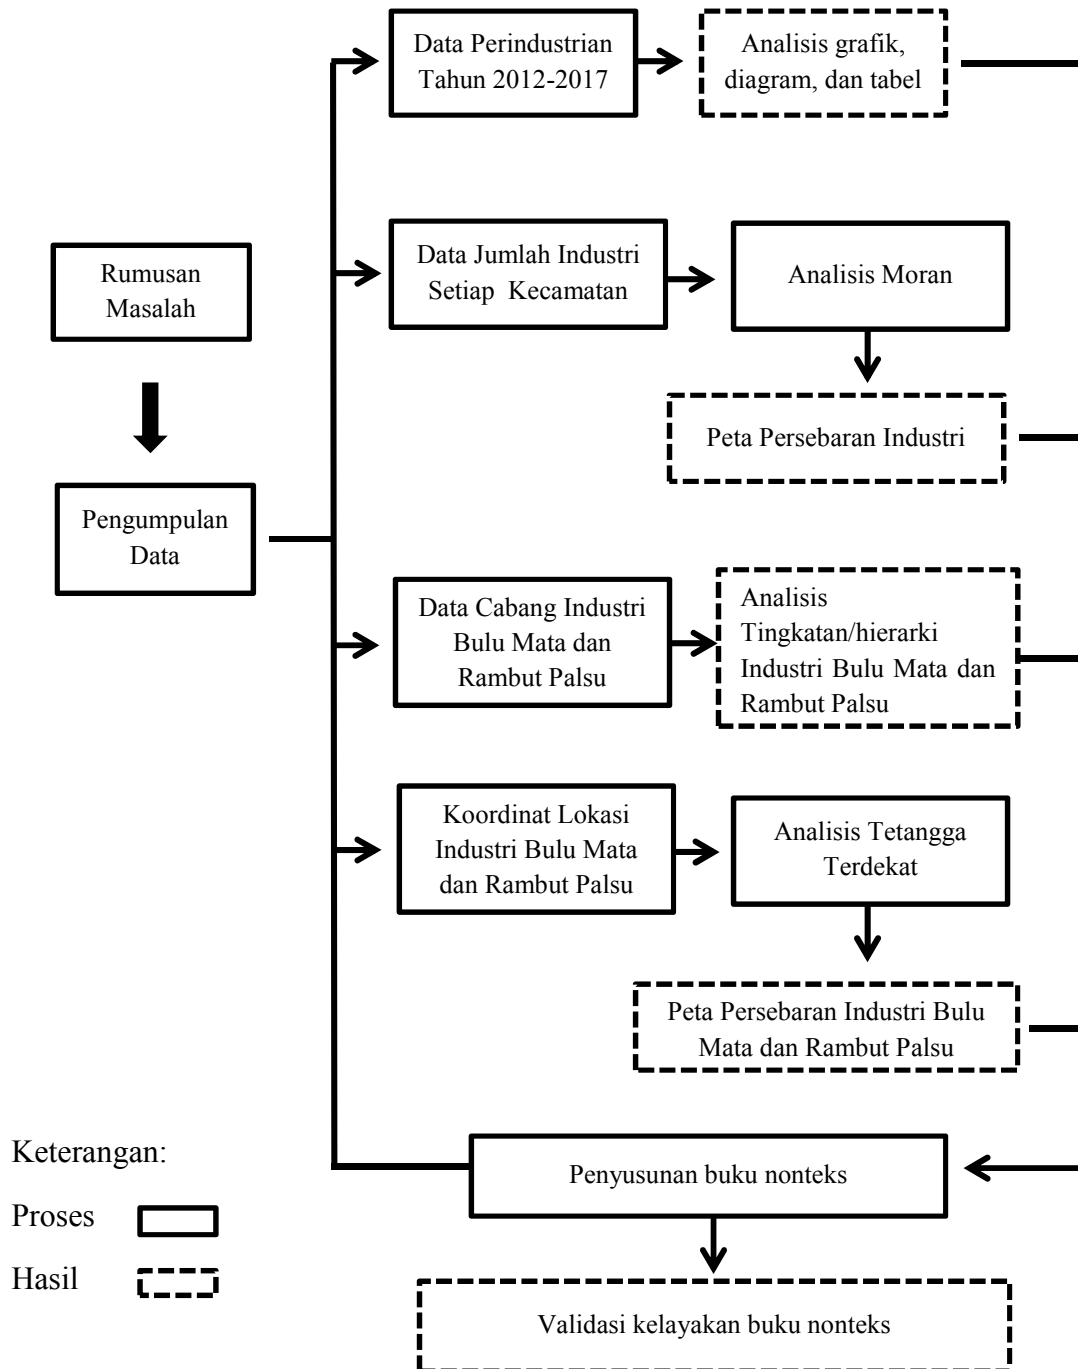 Data Perindustrian
Tahun 2012-2017
Analisis grafik,
diagram, dan tabel
Rumusan
Masalah
Data Jumlah Industri
Setiap Kecamatan
Analisis Moran
Peta Persebaran Industri
Pengumpulan
Data
Data Cabang Industri
Bulu Mata dan
Rambut Palsu
Analisis
Tingkatan/hierarki
Industri Bulu Mata dan
Rambut Palsu
Koordinat Lokasi
Industri Bulu Mata
dan Rambut Palsu
Analisis Tetangga
Terdekat
Peta Persebaran Industri Bulu
Mata dan Rambut Palsu
Penyusunan buku nonteks
Validasi kelayakan buku nonteks
Keterangan:
Proses
Hasil